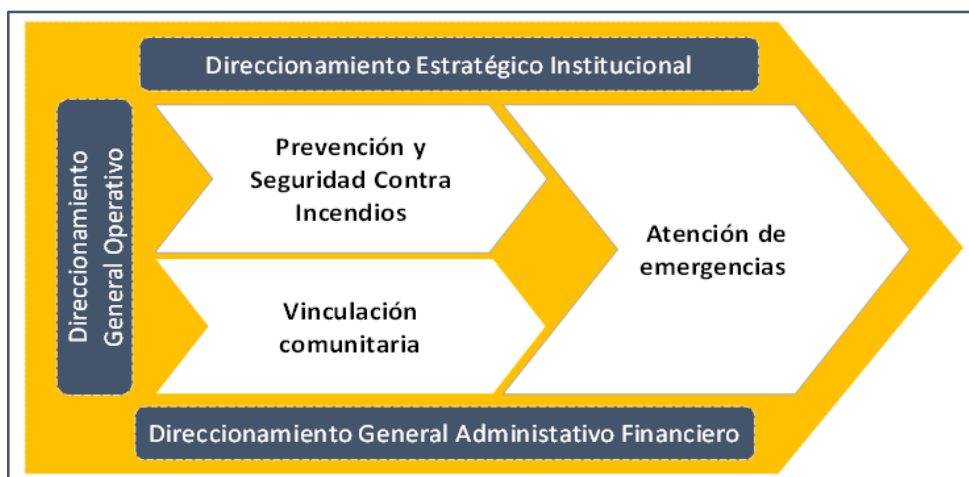 Direccionamiento Estratégico Institucional
Direccionamiento
General Operativo
Prevención y
Seguridad Contra
Incendios
Vinculación
comunitaria
Atención de
emergencias
Direccionamiento General Administativo Financiero